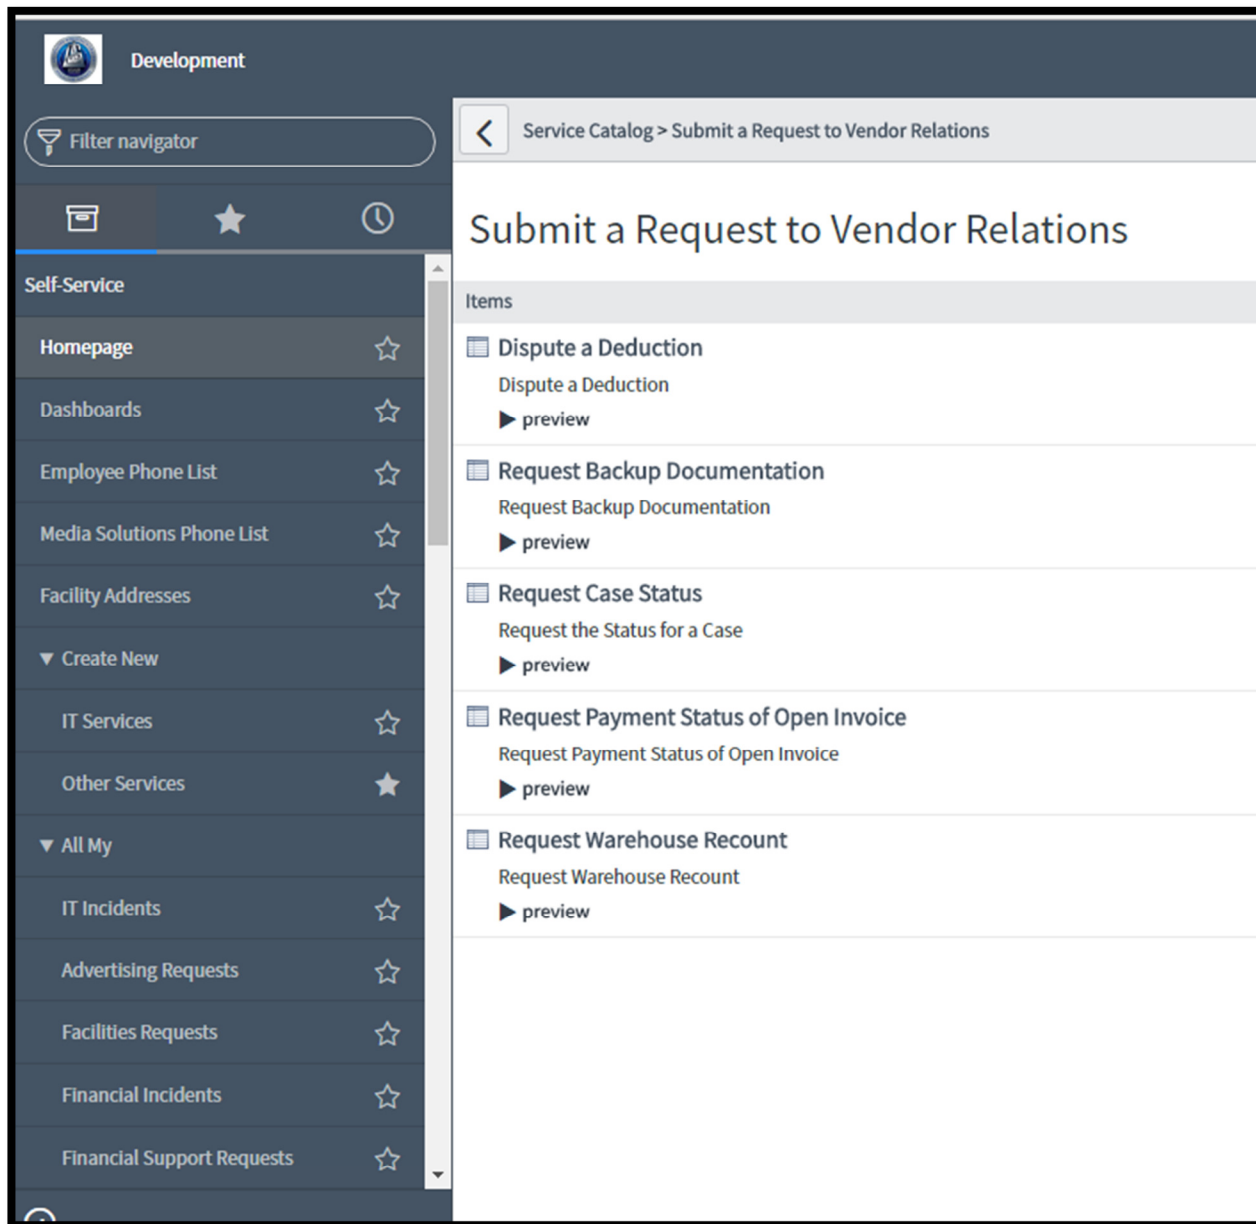 Development
Filter navigator
Self-Service
Homepage
Dashboards
Employee Phone List
Media Solutions Phone List
Facility Addresses
Create New
IT Services
Other Services
All My
IT Incidents
Advertising Requests
Facilities Requests
Financial Incidents
Financial Support Requests
Service Catalog > Submit a Request to Vendor Relations
Submit a Request to Vendor Relations
Items
Dispute a Deduction
Dispute a Deduction
preview
Request Backup Documentation
Request Backup Documentation
preview
Request Case Status
Request the Status for a Case
preview
Request Payment Status of Open Invoice
Request Payment Status of Open Invoice
preview
Request Warehouse Recount
Request Warehouse Recount
preview